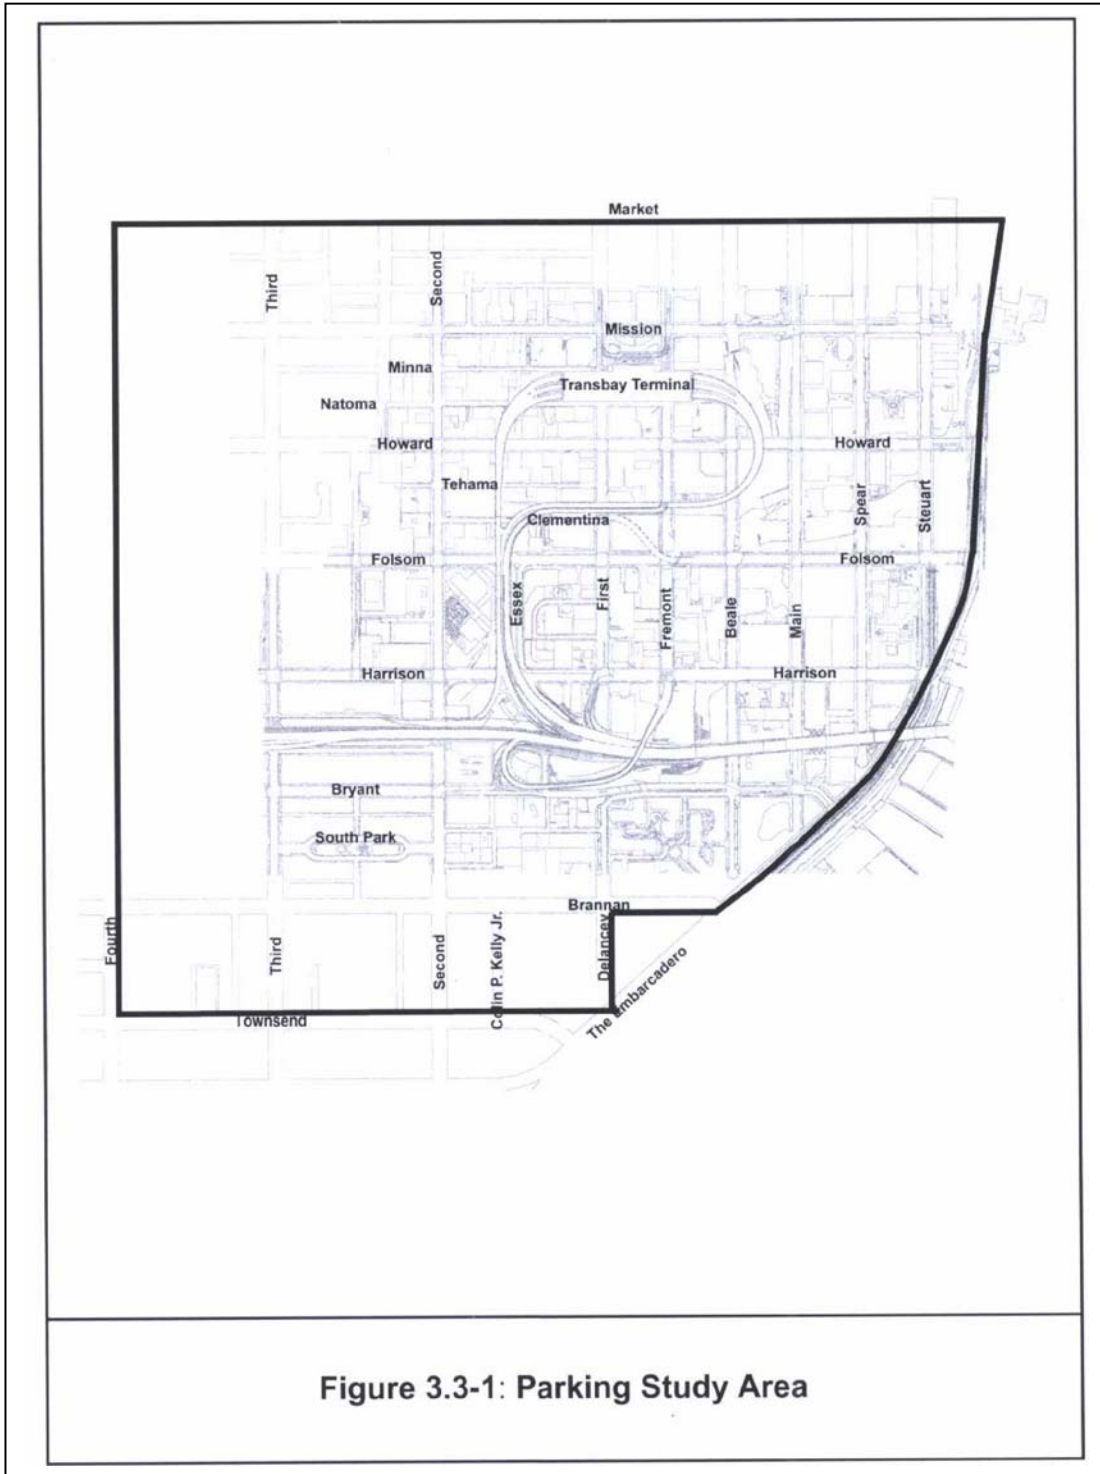 Market
Third
Second
Mission
Minna
Transbay Terminal
Natoma
Howard
Howard
Tehama
Spear
Steuart
Clementina
Folsom
Folsom
Essex
First
Fremont
Beale
Main
Harrison
Harrison
Bryant
South Park
Brannan
Fourth
Third
Second
Colin P. Kelly Jr.
Delancey
The Embarcadero
Townsend
Figure 3.3-1: Parking Study Area